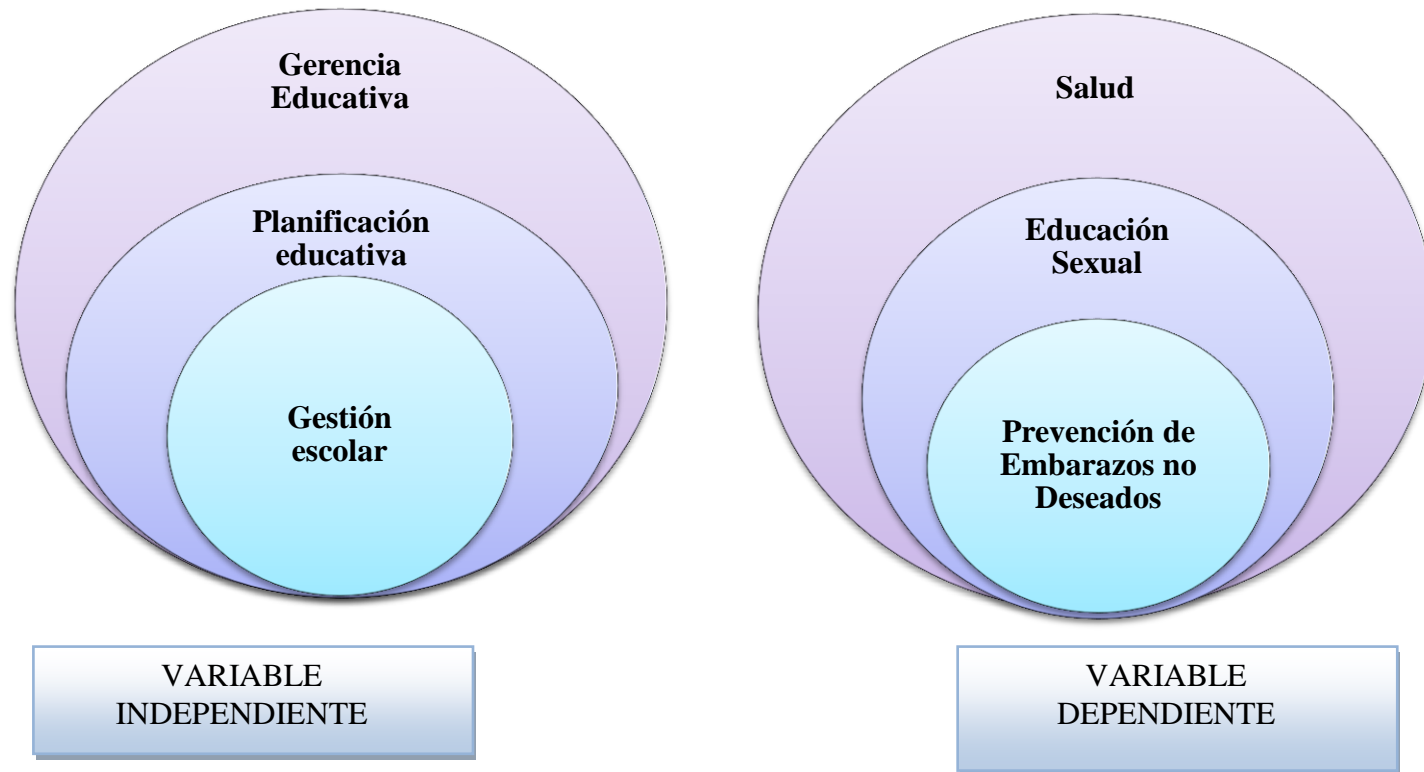 Gerencia
Educativa
Planificación
educativa
Gestión
escolar
VARIABLE
INDEPENDIENTE
Salud
Educación
Sexual
Prevención de
Embarazos no
Deseados
VARIABLE
DEPENDIENTE